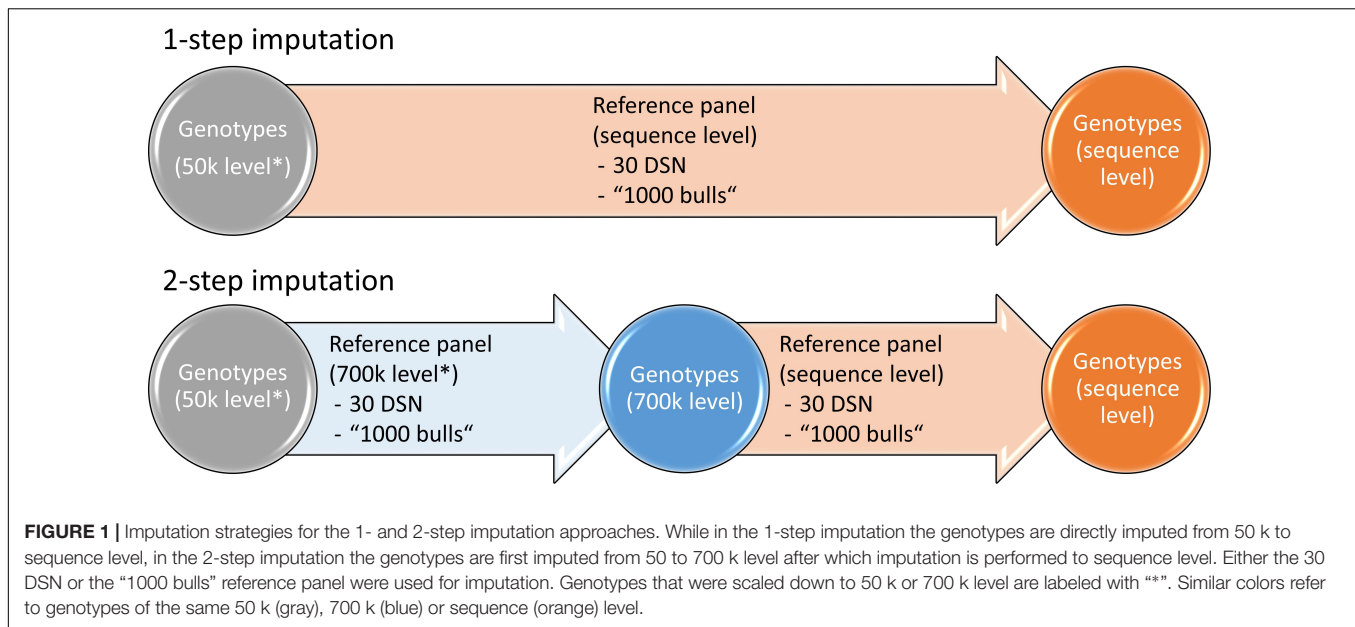 1-step imputation
Genotypes
(50k level*)
Reference panel
(sequence level)
- 30 DSN
- “1000 bulls“
Genotypes
(sequence
level)
2-step imputation
Genotypes
(50k level*)
Reference panel
(700k level*)
- 30 DSN
- “1000 bulls“
Genotypes
(700k level)
Reference panel
(sequence level)
- 30 DSN
- “1000 bulls“
Genotypes
(sequence
level)
FIGURE 1 | Imputation strategies for the 1- and 2-step imputation approaches. While in the 1-step imputation the genotypes are directly imputed from 50 k to
sequence level, in the 2-step imputation the genotypes are first imputed from 50 to 700 k level after which imputation is performed to sequence level. Either the 30
DSN or the “1000 bulls” reference panel were used for imputation. Genotypes that were scaled down to 50 k or 700 k level are labeled with “*”. Similar colors refer
to genotypes of the same 50 k (gray), 700 k (blue) or sequence (orange) level.